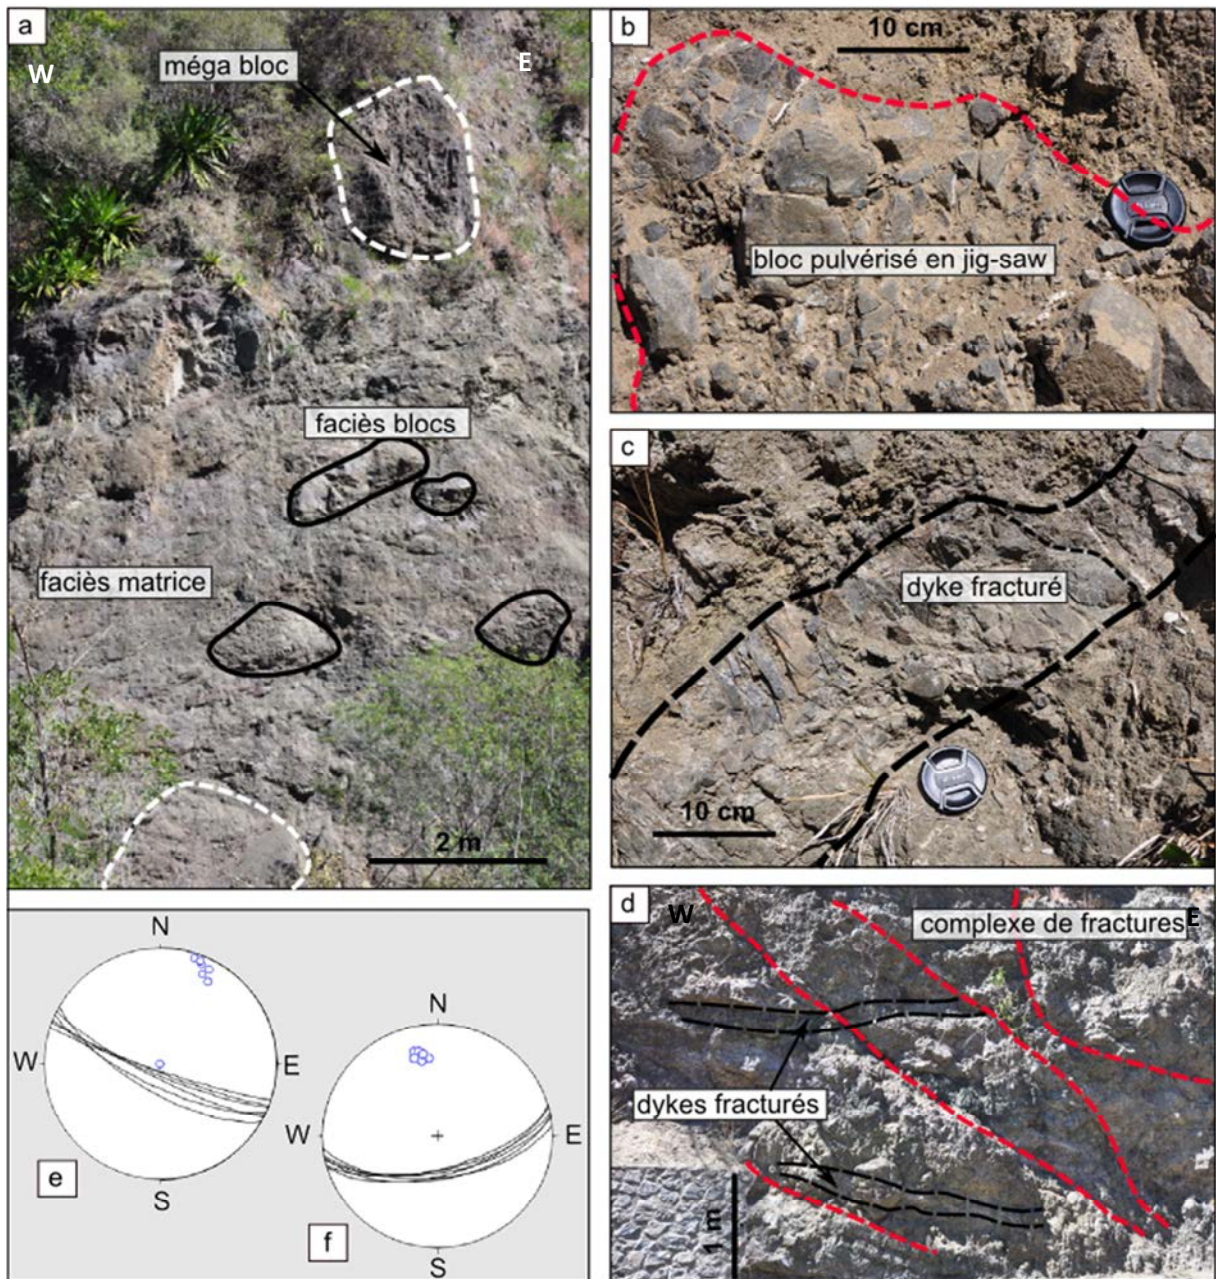 a
W
E
méga bloc
faciès blocs
faciès matrice
2 m
b
10 cm
bloc pulvérisé en jig-saw
c
dyke fracturé
10 cm
d
W
complexe de fractures
E
dykes fracturés
1 m
N
W
E
S
e
N
W
E
S
f